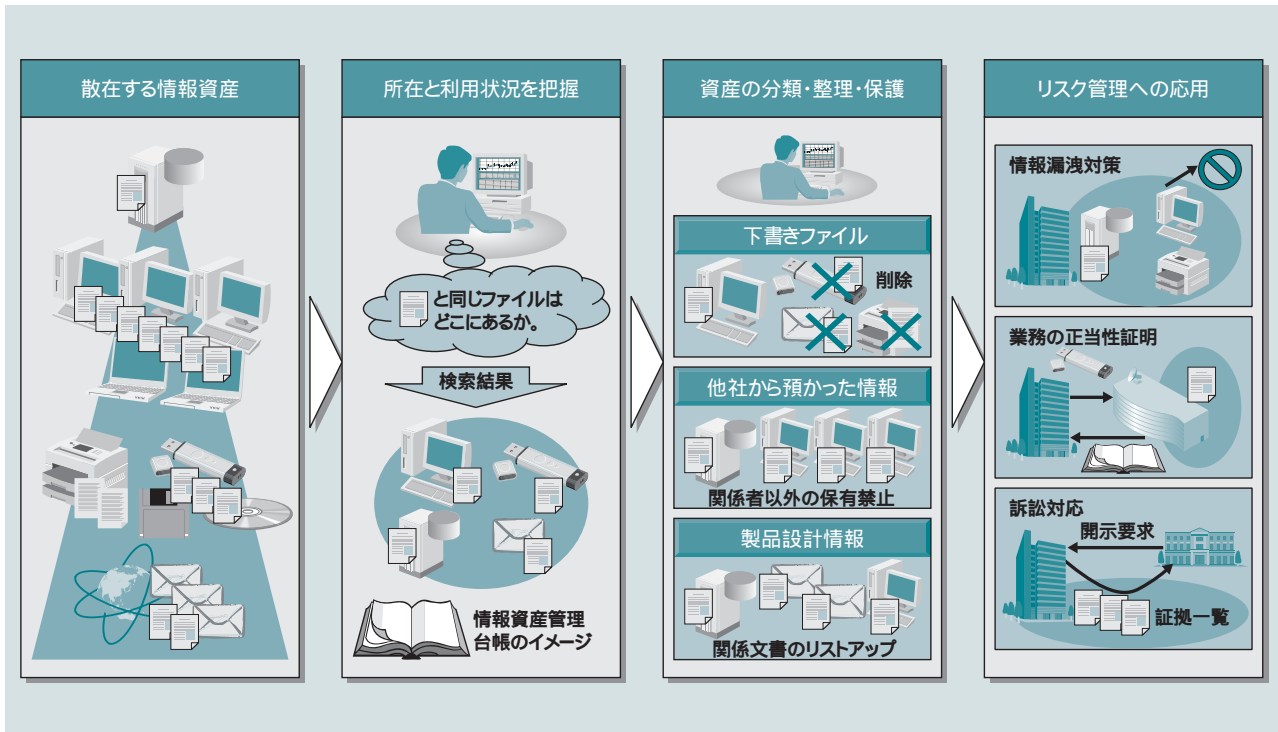 散在する情報資産
所在と利用状況を把握
と同じファイルは
どこにあるか。
検索結果
情報資産管理
台帳のイメージ
資産の分類・整理・保護
下書きファイル
削除
他社から預かった情報
関係者以外の保有禁止
製品設計情報
関係文書のリストアップ
リスク管理への応用
情報漏洩対策
業務の正当性証明
訴訟対応
開示要求
証拠一覧